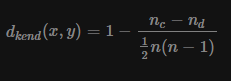 d_{kend}(x, y) = 1 - \frac{n_c - n_d}{\frac{1}{2}n(n - 1)}